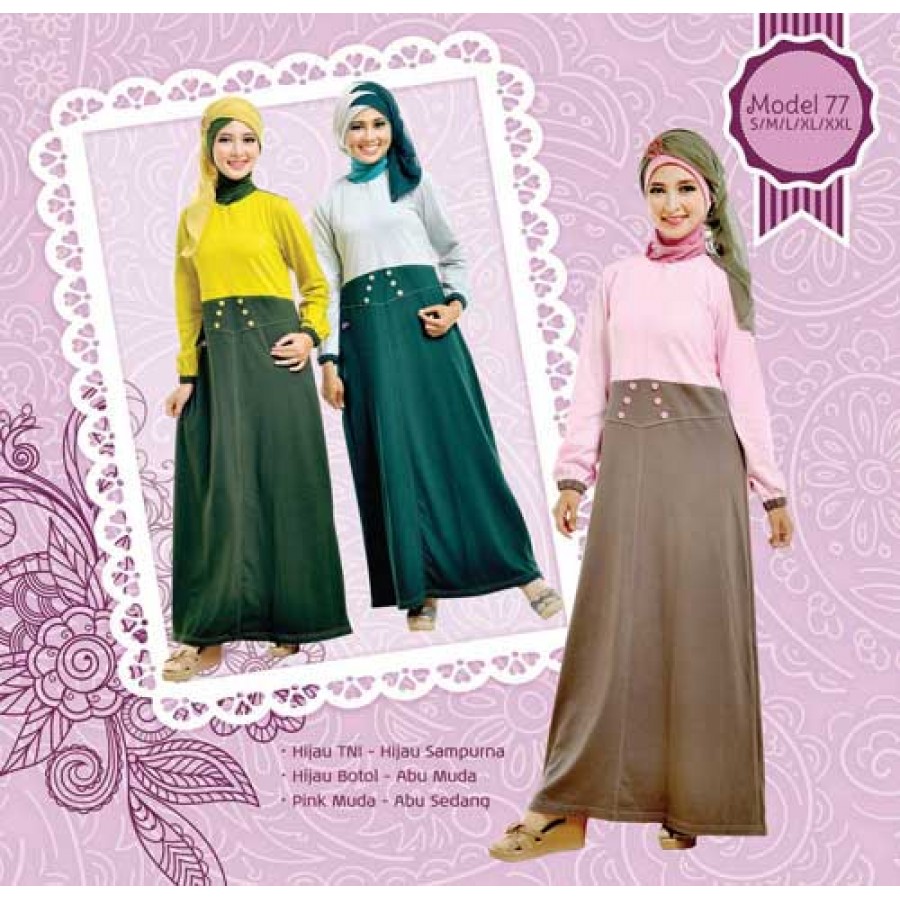 Model 77
S/M/L/XL/XXL
• Hijau TNI - Hijau Sampurna
• Hijau Botol - Abu Muda
• Pink Muda - Abu Sedang